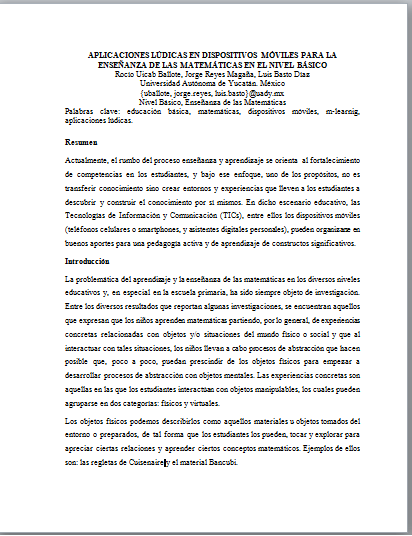 APLICACIONES LÚDICAS EN DISPOSITIVOS MÓVILES PARA LA
ENSEÑANZA DE LAS MATEMÁTICAS EN EL NIVEL BÁSICO
Rocio Uicab Ballote, Jorge Reyes Magaña, Luis Basto Díaz
Universidad Autónoma de Yucatán. México
{uballote, jorge.reyes, luis.basto}@uady.mx
Nivel Básico, Enseñanza de las Matemáticas
Palabras clave: educación básica, matemáticas, dispositivos móviles, m-learnig,
aplicaciones lúdicas.
Resumen
Actualmente, el rumbo del proceso enseñanza y aprendizaje se orienta al fortalecimiento
de competencias en los estudiantes, y bajo ese enfoque, uno de los propósitos, no es
transferir conocimiento sino crear entornos y experiencias que lleven a los estudiantes a
descubrir y construir el conocimiento por sí mismos. En dicho escenario educativo, las
Tecnologías de Información y Comunicación (TICs), entre ellos los dispositivos móviles
(teléfonos celulares o smartphones, y asistentes digitales personales), pueden organizarse en
buenos aportes para una pedagogía activa y de aprendizaje de constructos significativos.
Introducción
La problemática del aprendizaje y la enseñanza de las matemáticas en los diversos niveles
educativos y, en especial en la escuela primaria, ha sido siempre objeto de investigación.
Entre los diversos resultados que reportan algunas investigaciones, se encuentran aquellos
que expresan que los niños aprenden matemáticas partiendo, por lo general, de experiencias
concretas relacionadas con objetos y/o situaciones del mundo físico o social y que al
interactuar con tales situaciones, los niños llevan a cabo procesos de abstracción que hacen
posible que, poco a poco, puedan prescindir de los objetos físicos para empezar a
desarrollar procesos de abstracción con objetos mentales. Las experiencias concretas son
aquellas en las que los estudiantes interactúan con objetos manipulables, los cuales pueden
agruparse en dos categorías: físicos y virtuales.
Los objetos físicos podemos describirlos como aquellos materiales u objetos tomados del
entorno o preparados, de tal forma que los estudiantes los pueden, tocar y explorar para
apreciar ciertas relaciones y aprender ciertos conceptos matemáticos. Ejemplos de ellos
son: las regletas de Cuisenaire y el material Bancubi.